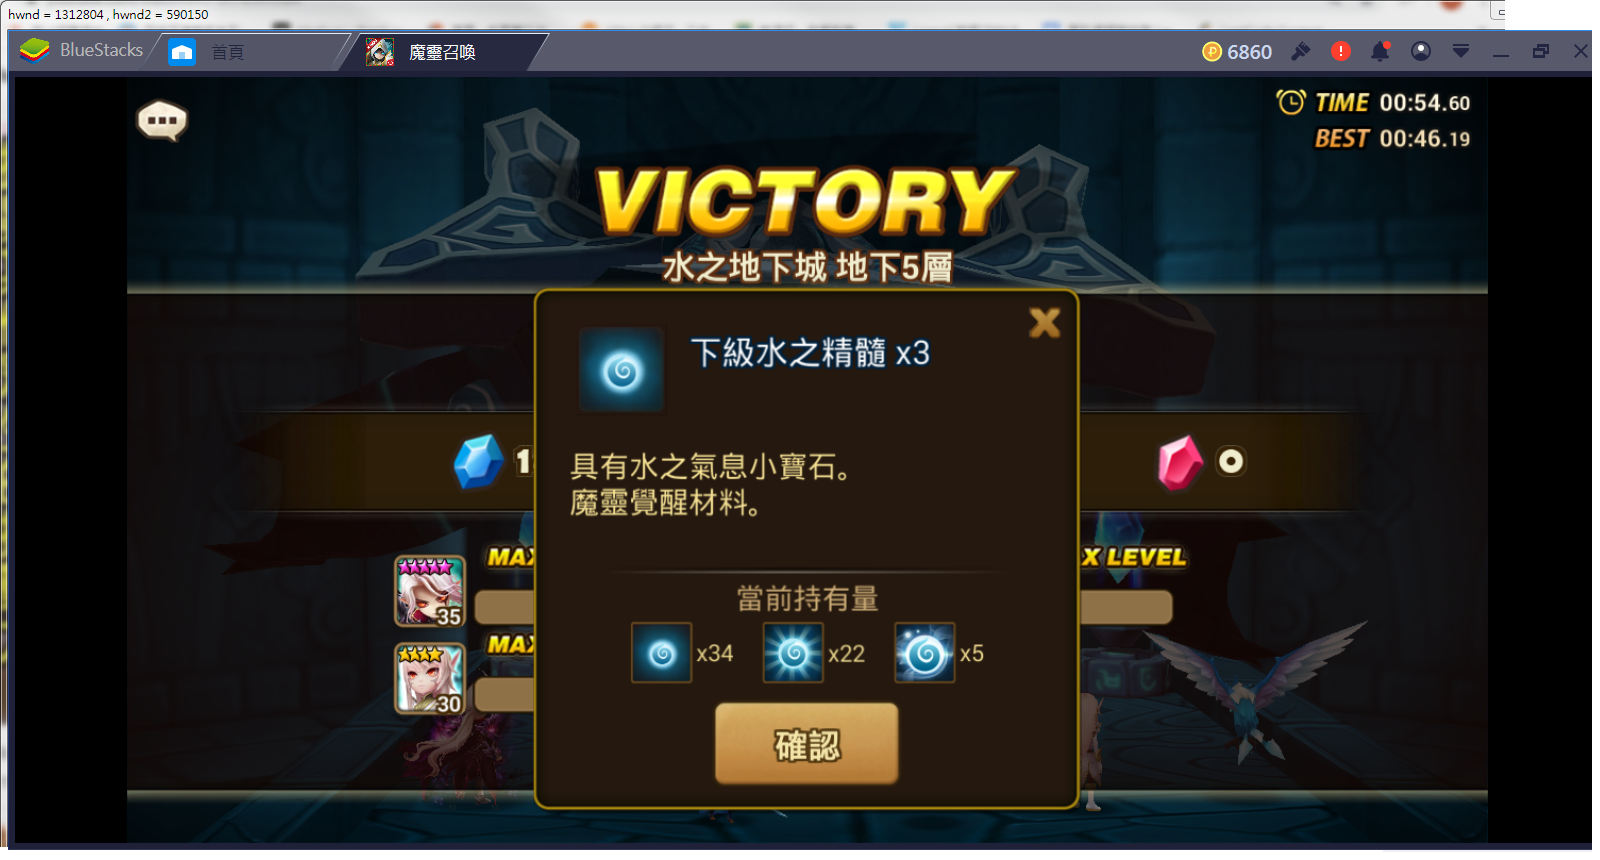 hwnd = 1312804 , hwnd2 = 590150
BlueStacks
首頁
魔靈召喚
6860
TIME 00:54.60
BEST 00:46.19
VICTORY
水之地下城 地下5層
下級水之精髓 x3
具有水之氣息小寶石。
魔靈覺醒材料。
0
MAX
X LEVEL
35
MAX
30
當前持有量
x34
x22
x5
確認